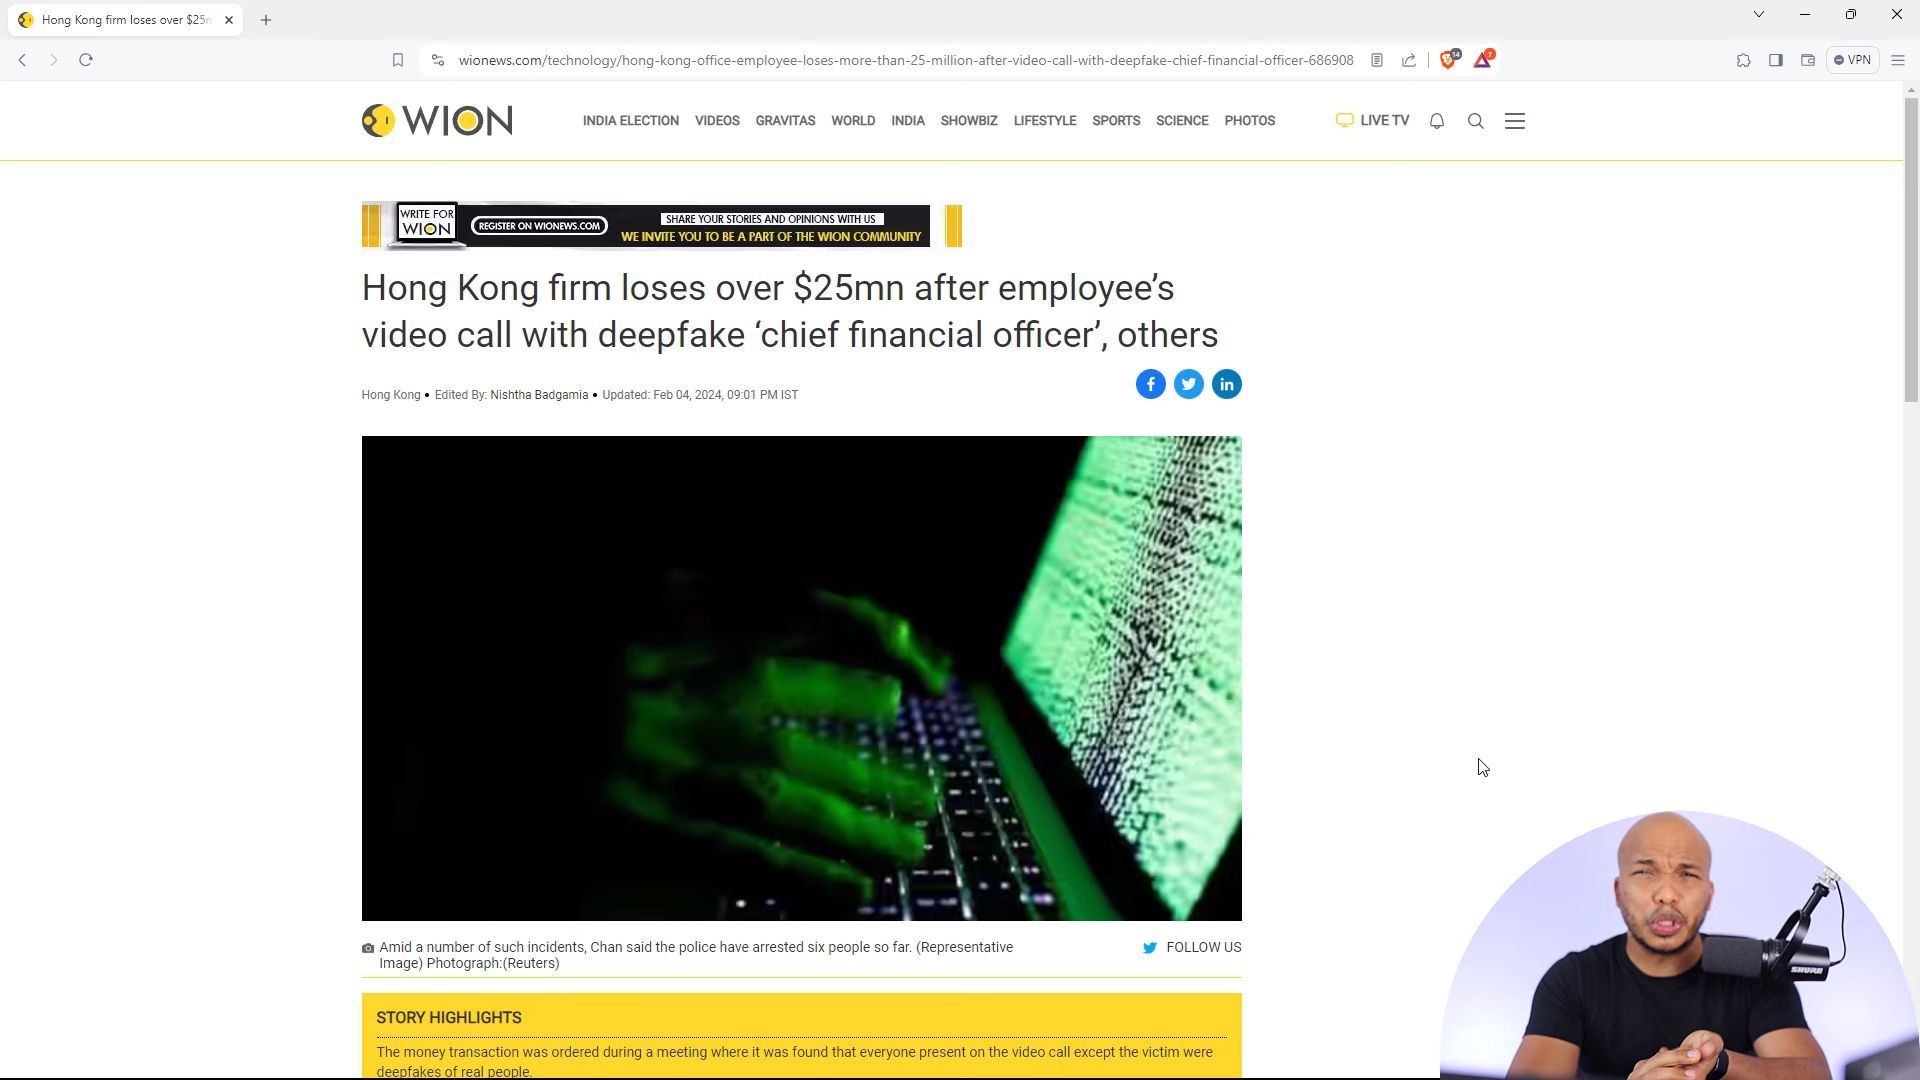 Hong Kong firm loses over $25m
wionews.com/technology/hong-kong-office-employee-loses-more-than-25-million-after-video-call-with-deepfake-chief-financial-officer-686908
14
7
VPN
WION
INDIA ELECTION VIDEOS GRAVITAS WORLD INDIA SHOWBIZ LIFESTYLE SPORTS SCIENCE PHOTOS
LIVE TV
WRITE FOR
WION
REGISTER ON WIONEWS.COM
SHARE YOUR STORIES AND OPINIONS WITH US
WE INVITE YOU TO BE A PART OF THE WION COMMUNITY
Hong Kong firm loses over $25mn after employee’s
video call with deepfake ‘chief financial officer’, others
Hong Kong • Edited By: Nishtha Badgamia • Updated: Feb 04, 2024, 09:01 PM IST
Amid a number of such incidents, Chan said the police have arrested six people so far. (Representative
Image) Photograph:(Reuters)
FOLLOW US
STORY HIGHLIGHTS
The money transaction was ordered during a meeting where it was found that everyone present on the video call except the victim were
deepfakes of real people.
SHURE